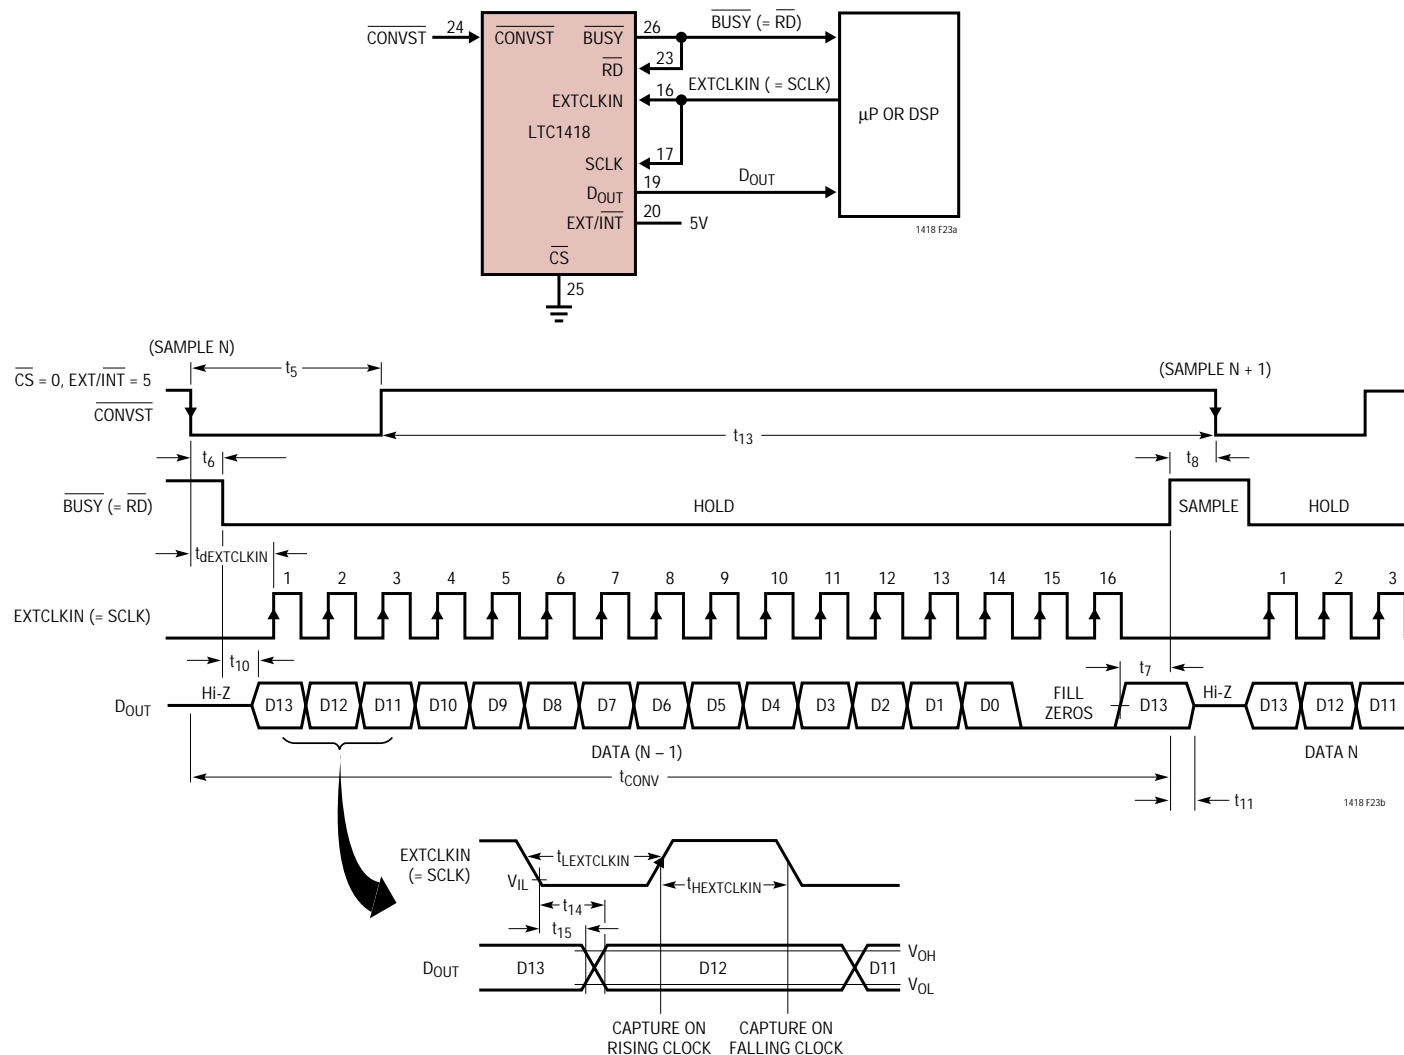 CONVST 24 CONVST BUSY 26 BUSY (= RD)
RD 23
EXTCLKIN 16 EXTCLKIN ( = SCLK)
LTC1418
µP OR DSP
SCLK 17
DOUT 19 DOUT
EXT/INT 20 5V
CS
25
1418 F23a
(SAMPLE N)
CS = 0, EXT/INT = 5
t5
(SAMPLE N + 1)
CONVST
t13
t6
t8
BUSY (= RD)
HOLD
SAMPLE
HOLD
tdEXTCLKIN
1 2 3 4 5 6 7 8 9 10 11 12 13 14 15 16 1 2 3
EXTCLKIN (= SCLK)
t10
t7
DOUT
Hi-Z D13 D12 D11 D10 D9 D8 D7 D6 D5 D4 D3 D2 D1 D0
FILL
ZEROS
D13 Hi-Z D13 D12 D11
DATA (N – 1)
DATA N
tCONV
t11
1418 F23b
EXTCLKIN
(= SCLK)
tLEXTCLKIN
VIL
tHEXTCLKIN
t14
t15
DOUT
D13 D12 D11
VOH
VOL
CAPTURE ON
RISING CLOCK
CAPTURE ON
FALLING CLOCK